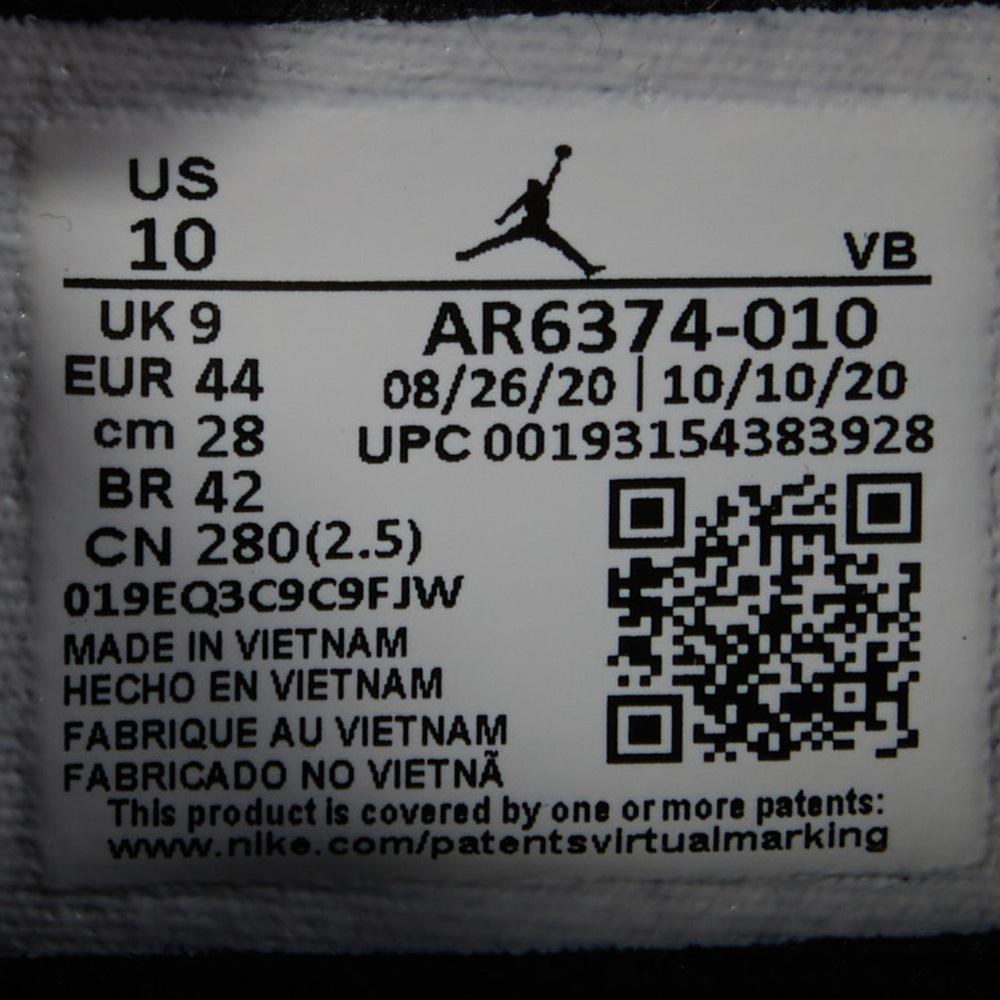 US
10
VB
UK 9
EUR 44
cm 28
BR 42
CN 280(2.5)
AR6374-010
08/26/20 | 10/10/20
UPC 00193154383928
019EQ3C9C9FJW
MADE IN VIETNAM
HECHO EN VIETNAM
FABRIQUE AU VIETNAM
FABRICADO NO VIETNÃ
This product is covered by one or more patents:
www.nike.com/patentsvirtualmarking